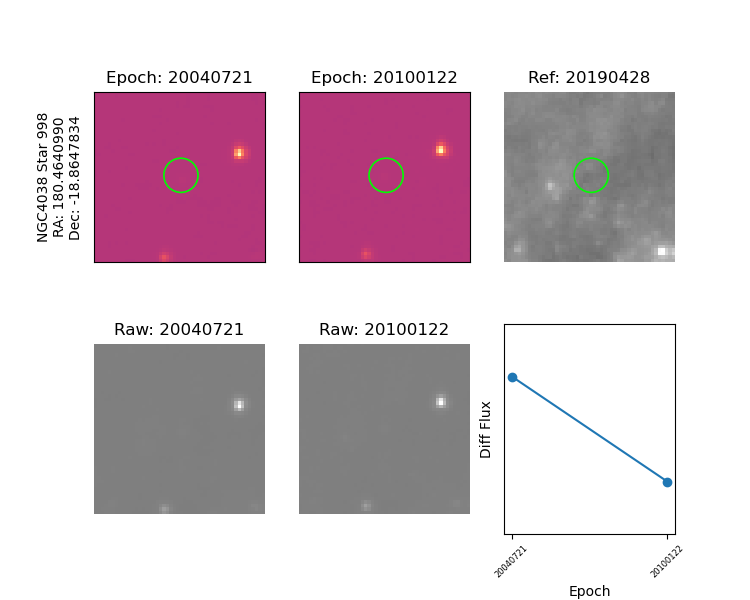 Epoch: 20040721
Epoch: 20100122
Ref: 20190428
NGC4038 Star 998
RA: 180.4640990
Dec: -18.8647834
Raw: 20040721
Raw: 20100122
Diff Flux
20040721
20100122
Epoch